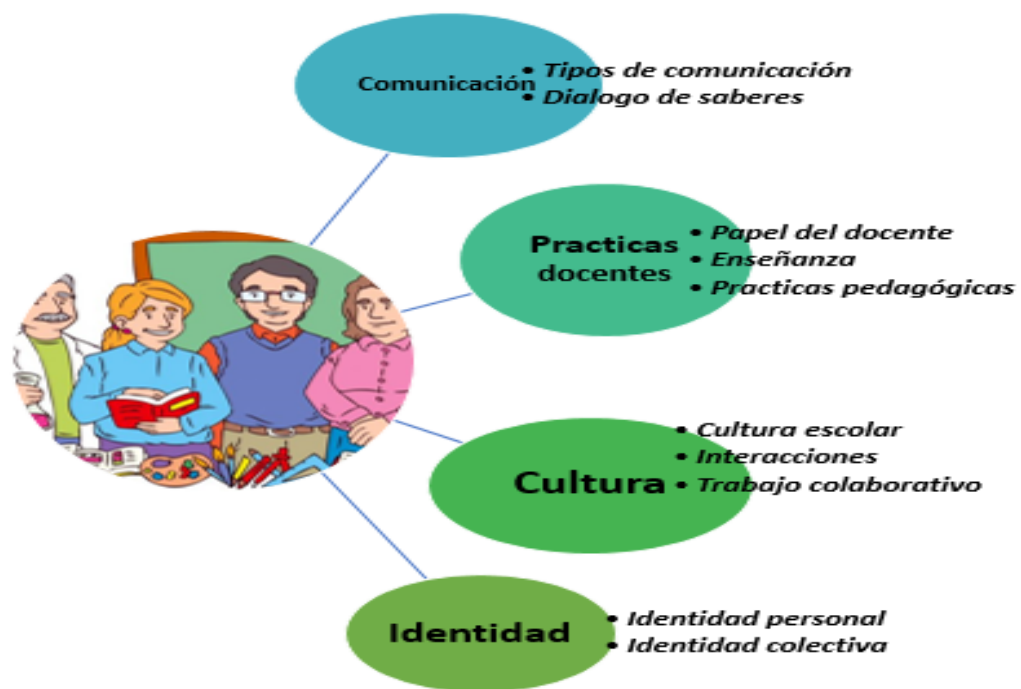 Comunicación
• Tipos de comunicación
• Dialogo de saberes
Practicas
docentes
• Papel del docente
• Enseñanza
• Practicas pedagógicas
Cultura
• Cultura escolar
• Interacciones
• Trabajo colaborativo
Identidad
• Identidad personal
• Identidad colectiva